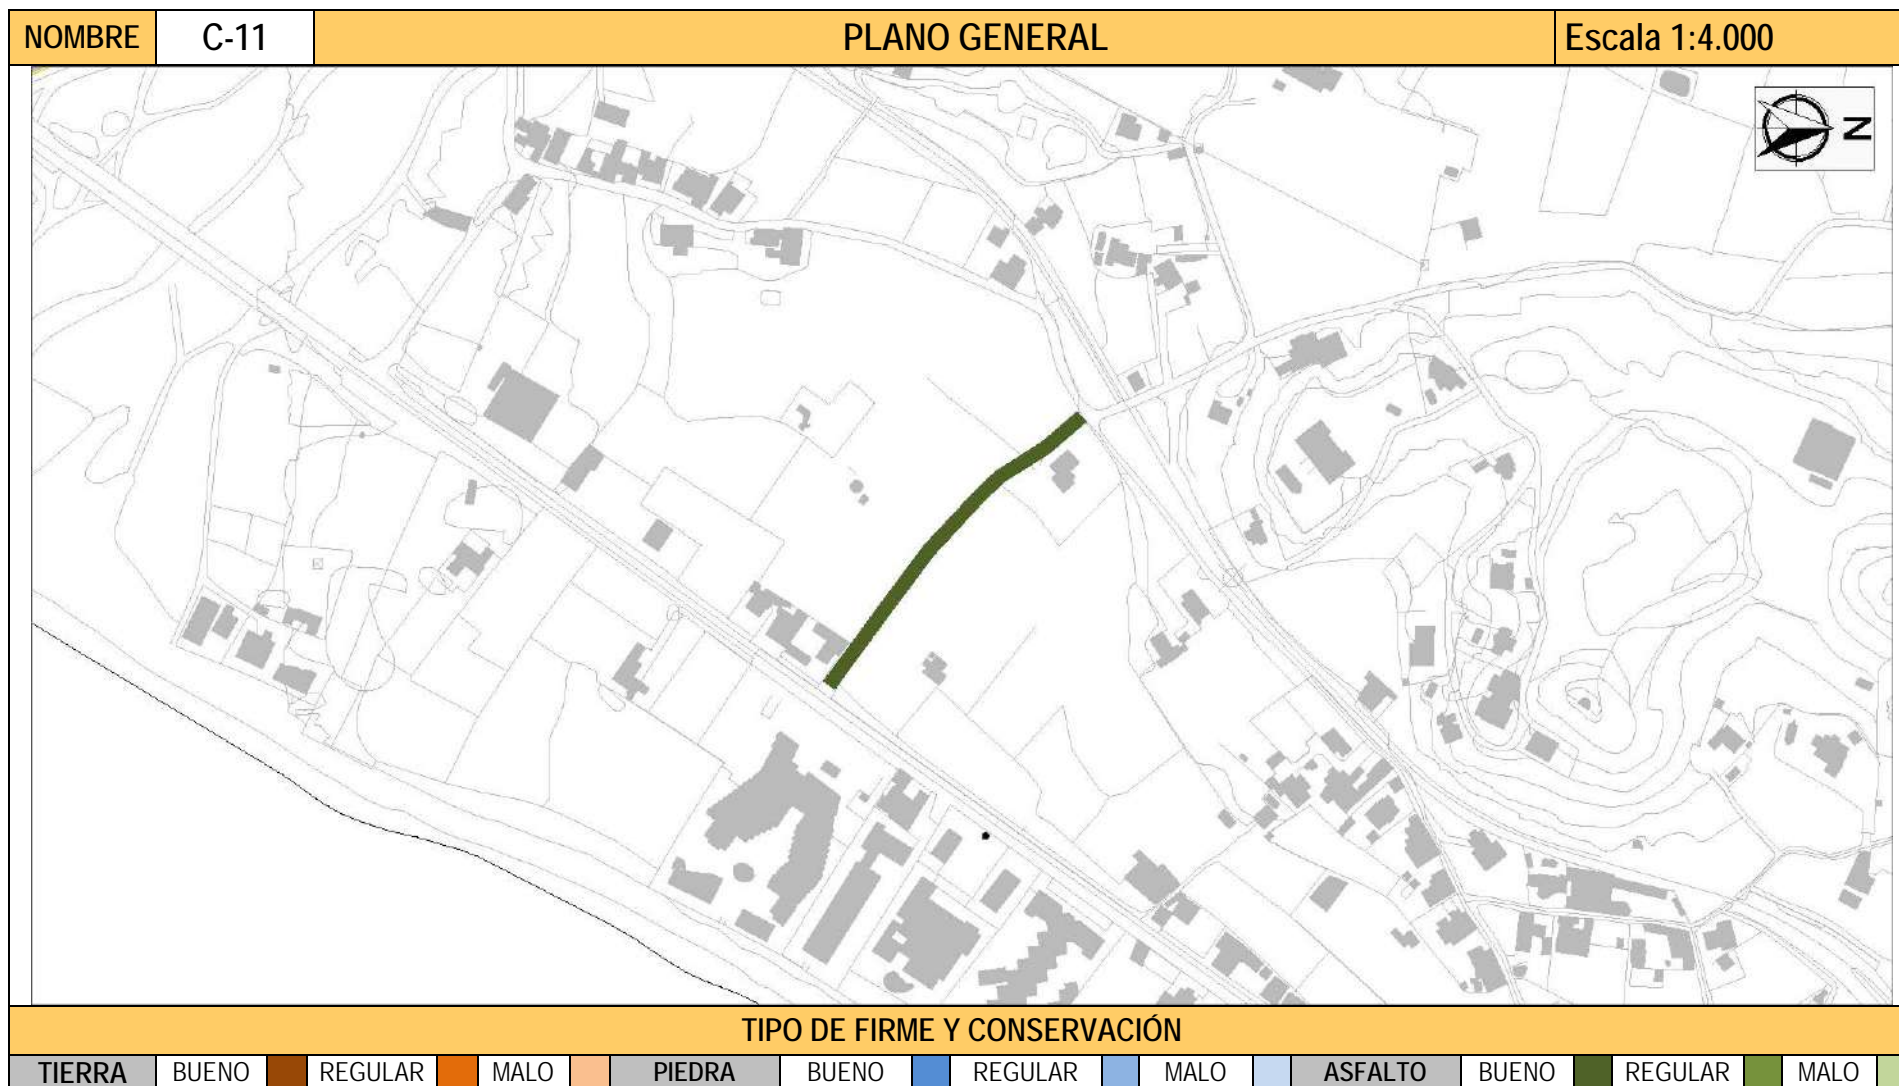 NOMBRE C-11 PLANO GENERAL Escala 1:4.000
N
TIPO DE FIRME Y CONSERVACIÓN
TIERRA BUENO REGULAR MALO PIEDRA BUENO REGULAR MALO ASFALTO BUENO REGULAR MALO